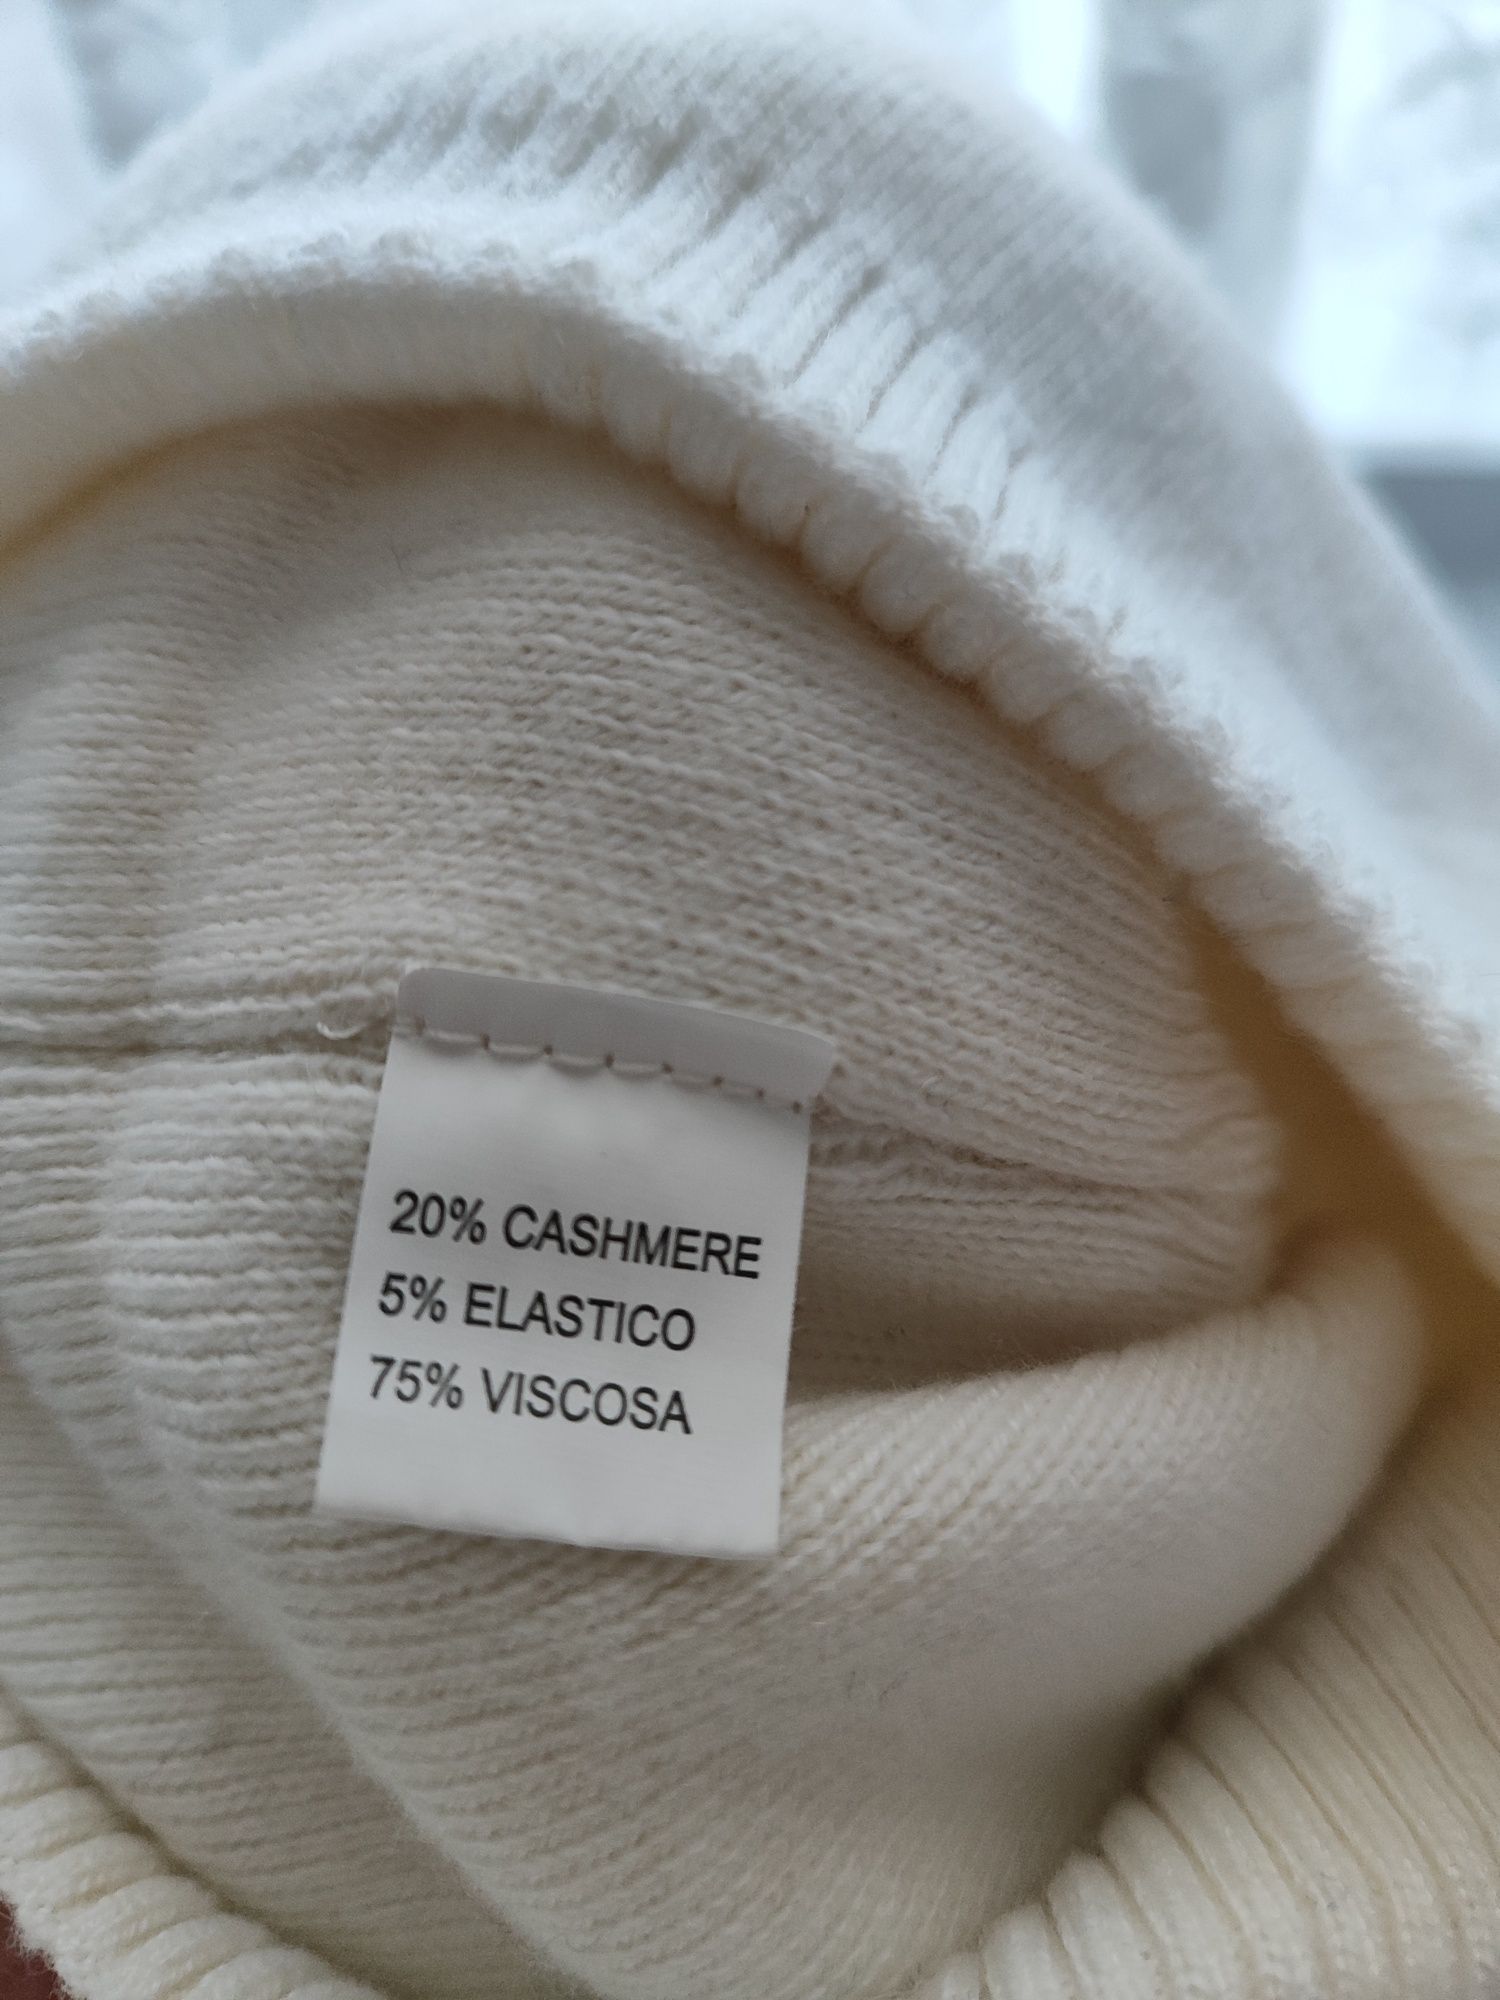 20% CASHMERE
5% ELASTICO
75% VISCOSA